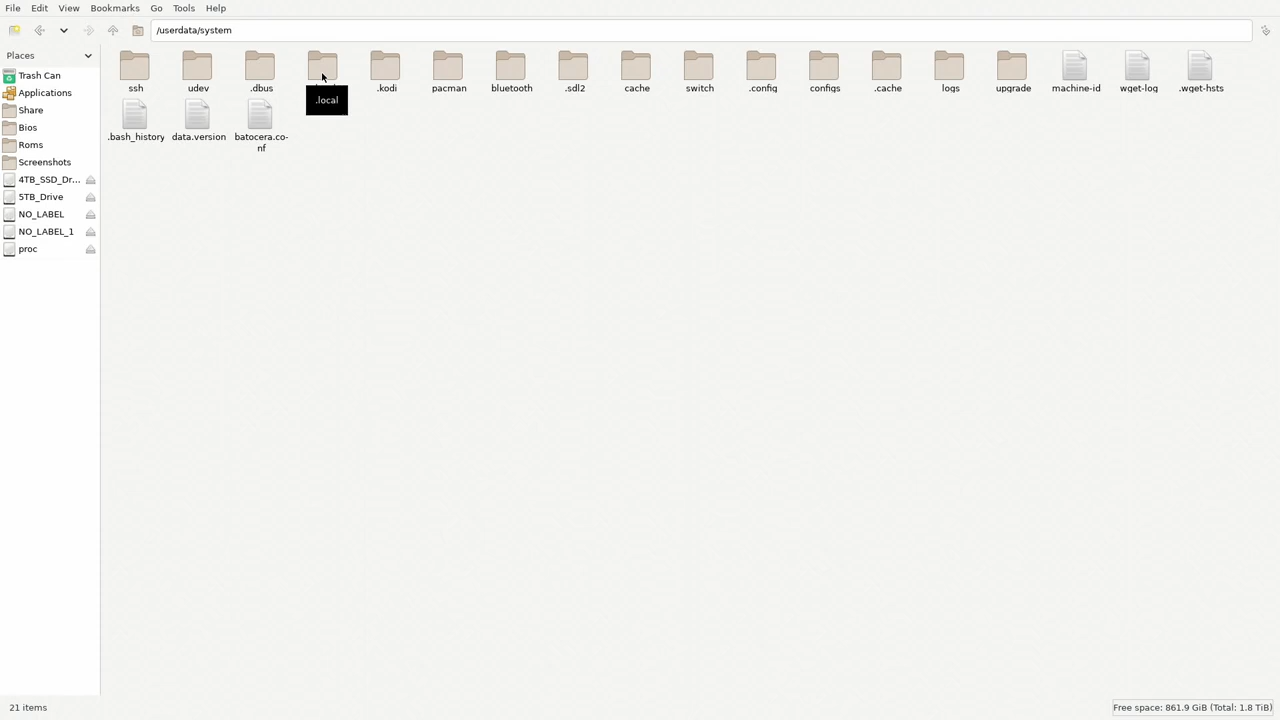 File Edit View Bookmarks Go Tools Help
/userdata/system
Places
Trash Can
Applications
Share
Bios
Roms
Screenshots
4TB_SSD_Dr...
5TB_Drive
NO_LABEL
NO_LABEL_1
proc
ssh udev .dbus .kodi pacman bluetooth .sdl2 cache switch .config configs .cache logs upgrade machine-id wget-log .wget-hsts
.local
.bash_history data.version batocera.co-
nf
21 items
Free space: 861.9 GiB (Total: 1.8 TiB)